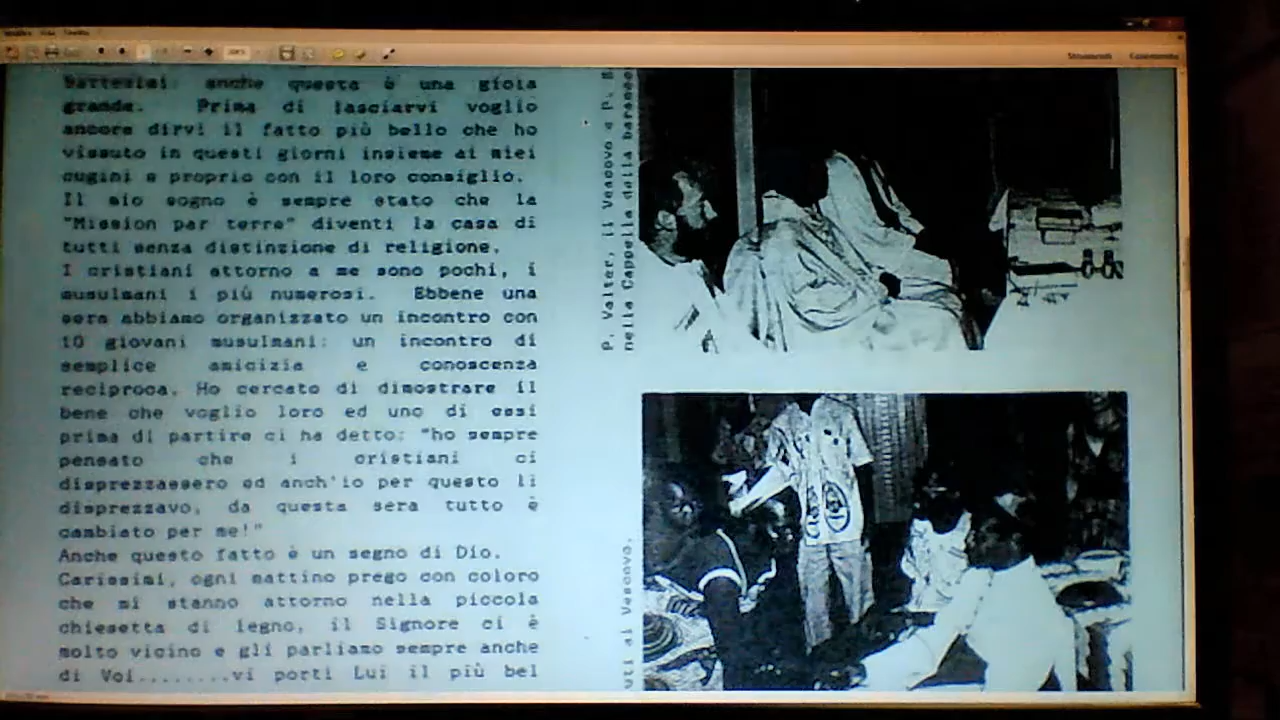 Strumenti
Commento
Battesimi: anche questa è una gioia
grande. Prima di lasciarvi voglio
ancora dirvi il fatto più bello che ho
vissuto in questi giorni insieme ai miei
cugini e proprio con il loro consiglio.
Il mio sogno è sempre stato che la
"Mission par terre" diventi la casa di
tutti senza distinzione di religione.
I cristiani attorno a me sono pochi, i
musulmani i più numerosi. Ebbene una
sera abbiamo organizzato un incontro con
10 giovani musulmani: un incontro di
semplice amicizia e conoscenza
reciproca. Ho cercato di dimostrare il
bene che voglio loro ed uno di essi
prima di partire ci ha detto: "ho sempre
pensato che i cristiani ci
disprezzassero ed anch'io per questo li
disprezzavo, da questa sera tutto è
cambiato per me!"
Anche questo fatto è un segno di Dio.
Carissimi, ogni mattino prego con coloro
che mi stanno attorno nella piccola
chiesetta di legno, il Signore ci è
molto vicino e gli parliamo sempre anche
di Voi........vi porti Lui il più bel
P. Valter, il Vescovo e P.
nella Cappella della
uti al Vescovo,